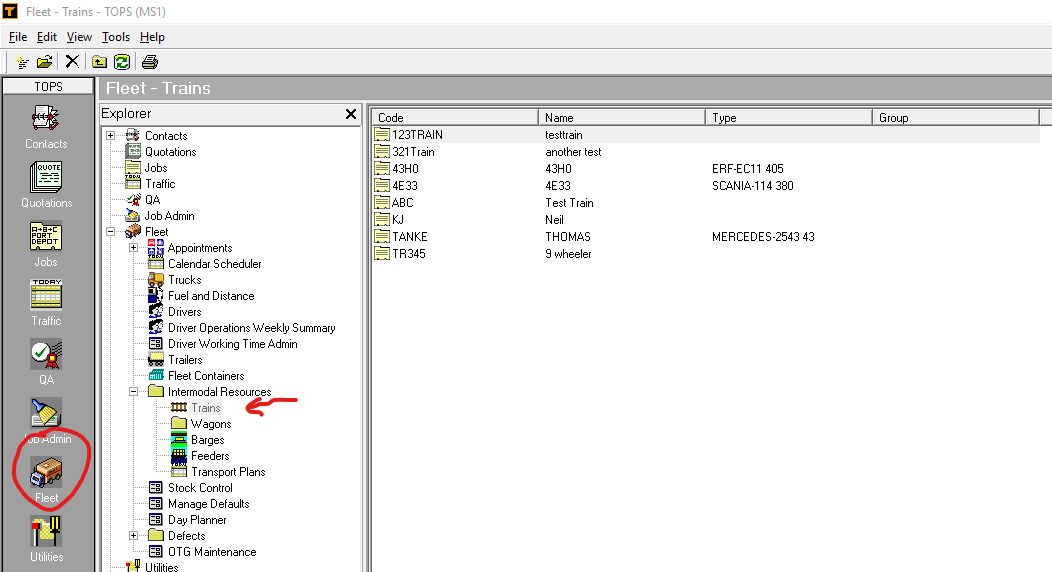 Fleet - Trains - TOPS (MS1)
File Edit View Tools Help
TOPS
Fleet - Trains
Contacts
QUOTE
Quotations
A+B+C
PORT
DEPOT
Jobs
TODAY
Traffic
QA
Job Admin
Fleet
Utilities
Explorer
Contacts
Quotations
Jobs
Traffic
QA
Job Admin
Fleet
Appointments
Calendar Scheduler
Trucks
Fuel and Distance
Drivers
Driver Operations Weekly Summary
Driver Working Time Admin
Trailers
Fleet Containers
Intermodal Resources
Trains
Wagons
Barges
Feeders
Transport Plans
Stock Control
Manage Defaults
Day Planner
Defects
OTG Maintenance
Utilities
Code Name Type Group
123TRAIN testtrain
321Train another test
43H0 43H0 ERF-EC11 405
4E33 4E33 SCANIA-114 380
ABC Test Train
KJ Neil
TANKE THOMAS MERCEDES-2543 43
TR345 9 wheeler